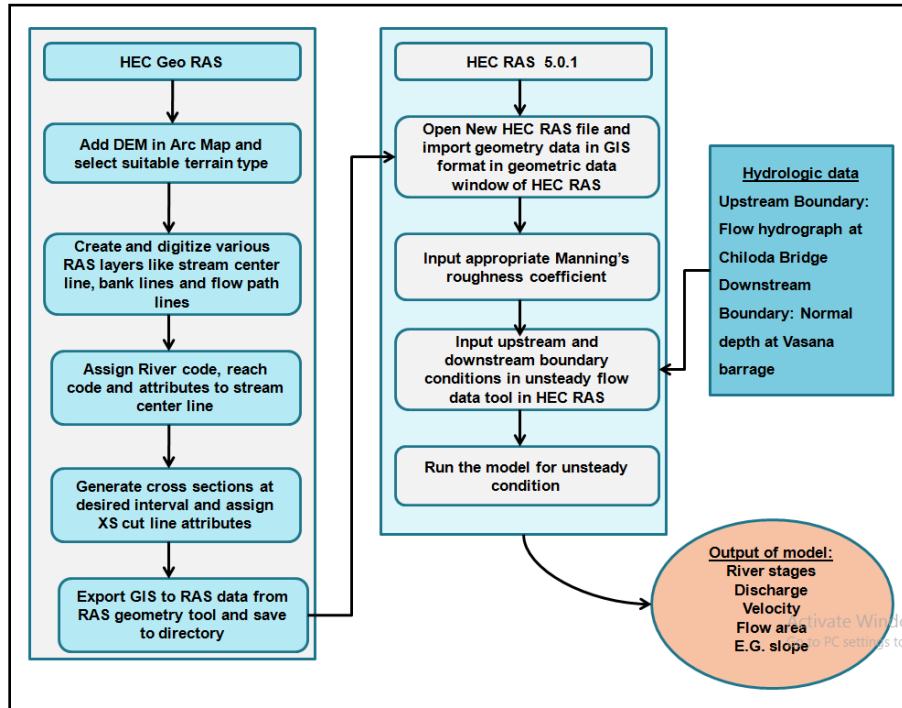 HEC Geo RAS
Add DEM in Arc Map and
select suitable terrain type
Create and digitize various
RAS layers like stream center
line, bank lines and flow path
lines
Assign River code, reach
code and attributes to stream
center line
Generate cross sections at
desired interval and assign
XS cut line attributes
Export GIS to RAS data from
RAS geometry tool and save
to directory
HEC RAS 5.0.1
Open New HEC RAS file and
import geometry data in GIS
format in geometric data
window of HEC RAS
Input appropriate Manning's
roughness coefficient
Input upstream and
downstream boundary
conditions in unsteady flow
data tool in HEC RAS
Run the model for unsteady
condition
Hydrologic data
Upstream Boundary:
Flow hydrograph at
Chiloda Bridge
Downstream
Boundary: Normal
depth at Vasana
barrage
Output of model:
River stages
Discharge
Velocity
Flow area
E.G. slope
Activate Windo
Go to PC settings to